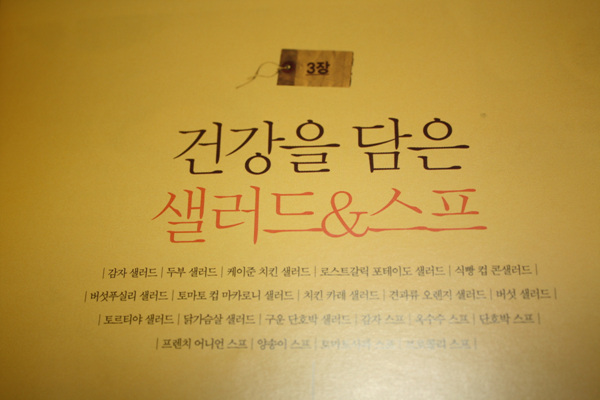 3장
건강을 담은
샐러드&스프
| 감자 샐러드 | 두부 샐러드 | 케이준 치킨 샐러드 | 로스트갈릭 포테이토 샐러드 | 식빵 컵 콘샐러드 |
버섯푸실리 샐러드 | 토마토 컵 마카로니 샐러드 | 치킨 카레 샐러드 | 견과류 오렌지 샐러드 | 버섯 샐러드 |
| 토르티야 샐러드 | 닭가슴살 샐러드 | 구운 단호박 샐러드 | 감자 스프 | 옥수수 스프 | 단호박 스프 |
| 프렌치 어니언 스프 | 양송이 스프 | 스프 |